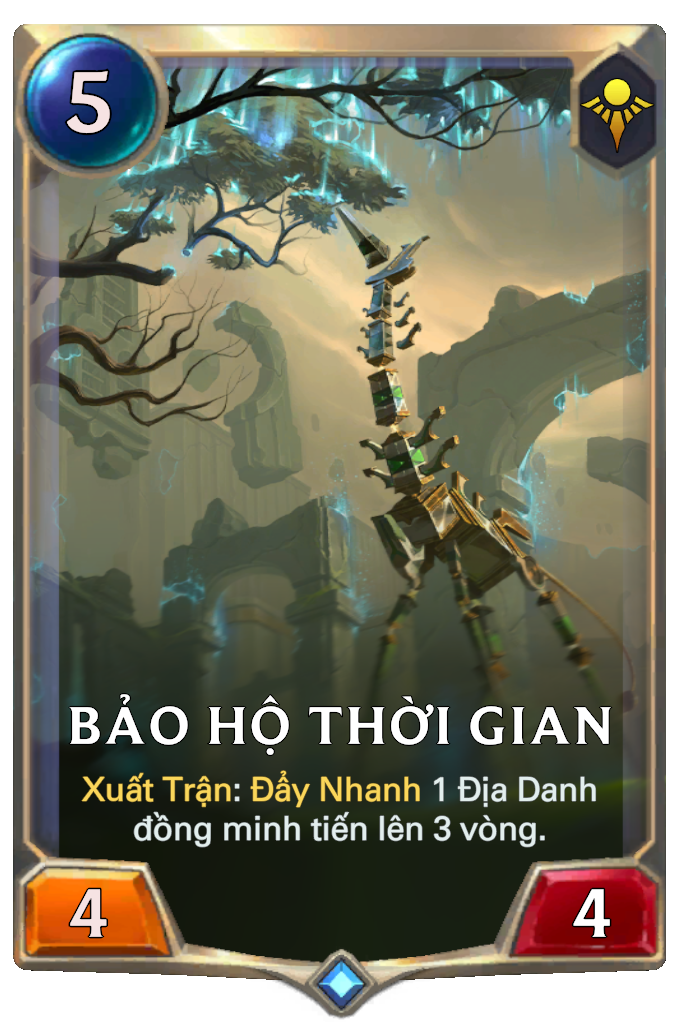 5
BẢO HỘ THỜI GIAN
Xuất Trận: Đẩy Nhanh 1 Địa Danh
đồng minh tiến lên 3 vòng.
4
4